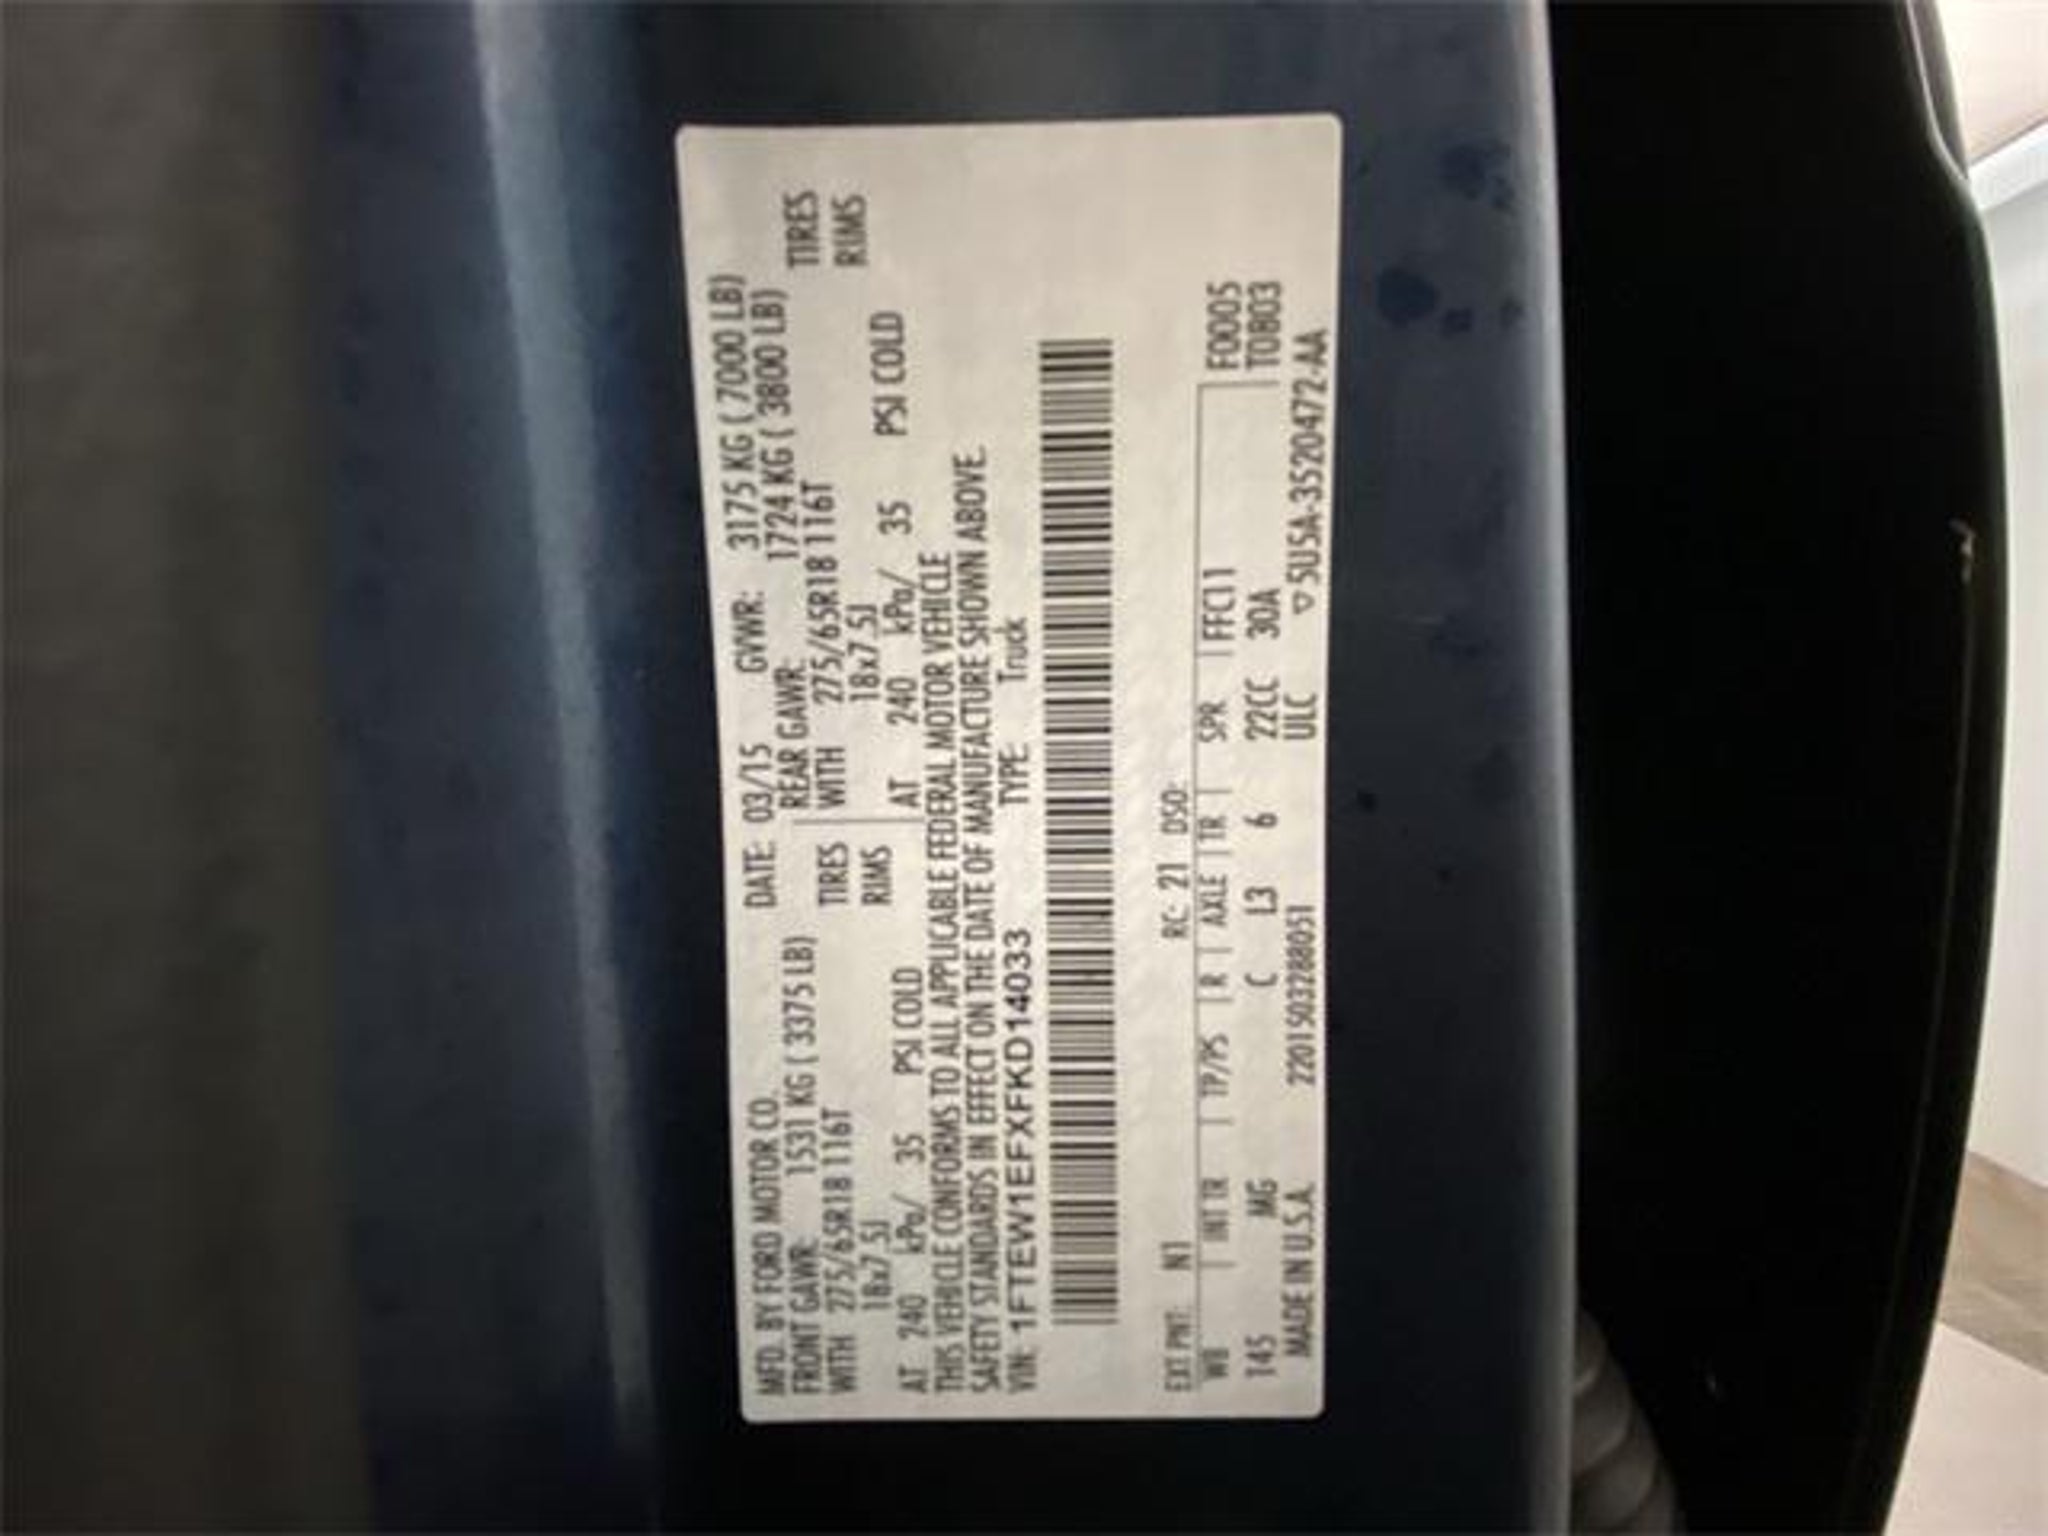 MFD. BY FORD MOTOR CO. DATE: 03/15 GVWR: 3175 KG ( 7000 LB)
FRONT GAWR: 1531 KG ( 3375 LB) REAR GAWR: 1724 KG ( 3800 LB)
WITH 275/65R18 116T TIRES WITH 275/65R18 116T TIRES
18x7.5J RIMS 18x7.5J RIMS
AT 240 kPa/ 35 PSI COLD AT 240 kPa/ 35 PSI COLD
THIS VEHICLE CONFORMS TO ALL APPLICABLE FEDERAL MOTOR VEHICLE
SAFETY STANDARDS IN EFFECT ON THE DATE OF MANUFACTURE SHOWN ABOVE.
VIN: 1FTEW1EFXFKD14033 TYPE: Truck
EXT PNT: N1 RC: 21 DSO:
WB INT TR TP/PS R AXLE TR SPR FFC11 F0005
145 MG C L3 6 22CC 30A T0803
MADE IN U.S.A. 2201503288051 ULC ▽5U5A-3520472-AA